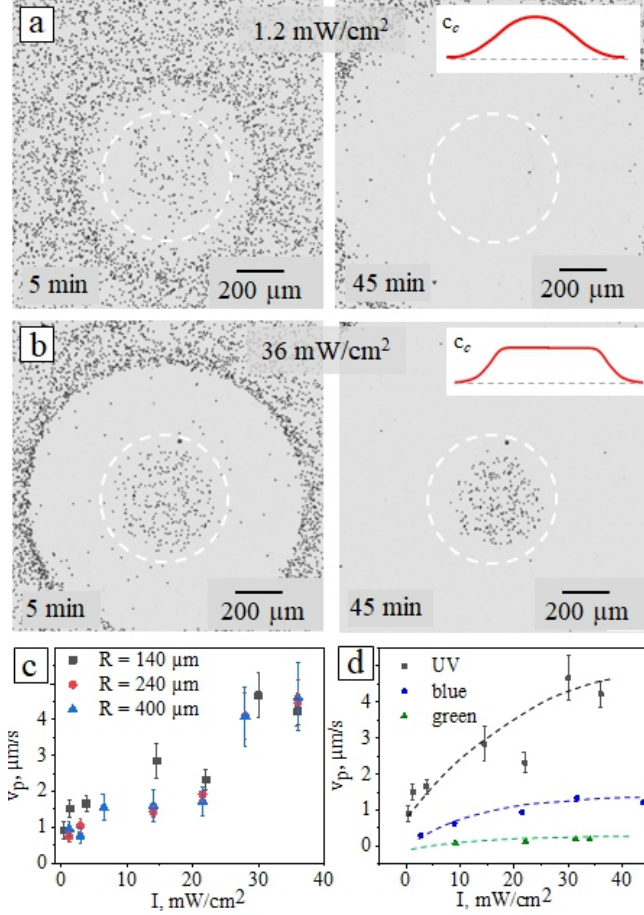 a
1.2 mW/cm²
c_c
5 min
200 µm
45 min
200 µm
b
36 mW/cm²
c_c
5 min
200 µm
45 min
200 µm
c
R = 140 µm
R = 240 µm
R = 400 µm
v_p, µm/s
0
1
2
3
4
5
0 10 20 30 40
I, mW/cm²
d
UV
blue
green
v_p, µm/s
0
1
2
3
4
5
0 10 20 30 40
I, mW/cm²